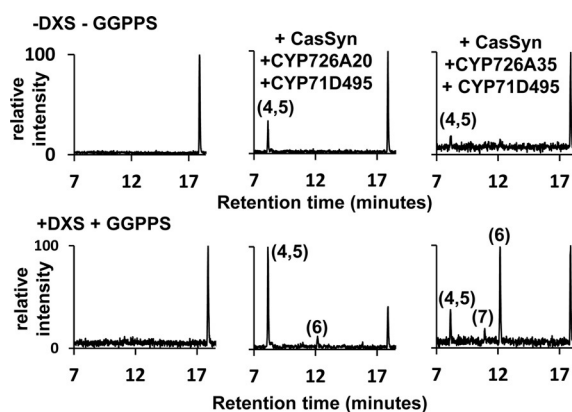 -DXS - GGPPS
+ CasSyn
+CYP726A20
+CYP71D495
+ CasSyn
+CYP726A35
+ CYP71D495
relative
intensity
100
0
(4,5)
(4,5)
7 12 17
7 12 17
7 12 17
Retention time (minutes)
+DXS + GGPPS
relative
intensity
100
0
(4,5)
(6)
(4,5)
(7)
(6)
7 12 17
7 12 17
7 12 17
Retention time (minutes)